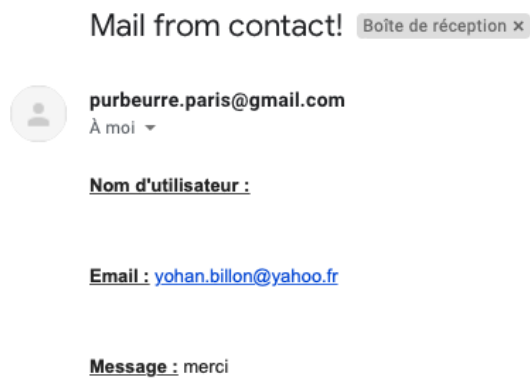 Mail from contact! Boîte de réception ×
purbeurre.paris@gmail.com
À moi
Nom d'utilisateur :
Email : yohan.billon@yahoo.fr
Message : merci